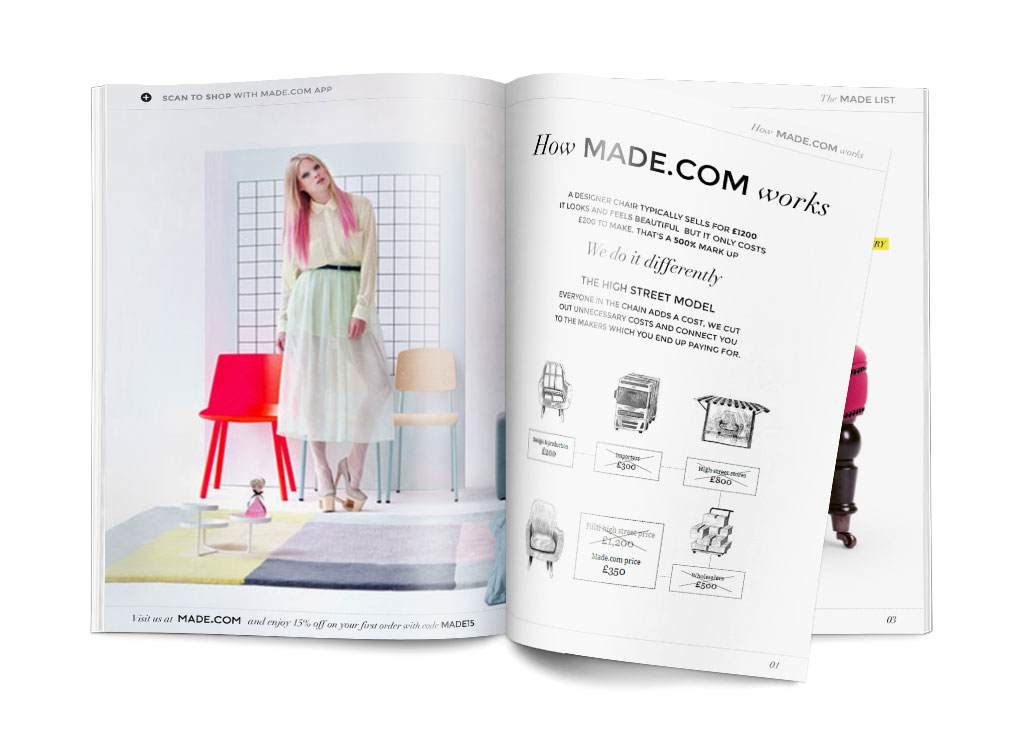 SCAN TO SHOP WITH MADE.COM APP
Visit us at MADE.COM and enjoy 15% off on your first order with code MADE15
The MADE LIST
How MADE.COM works
How MADE.COM works
A DESIGNER CHAIR TYPICALLY SELLS FOR £1200
IT LOOKS AND FEELS BEAUTIFUL BUT IT ONLY COSTS
£200 TO MAKE. THAT'S A 500% MARK UP
We do it differently
THE HIGH STREET MODEL
EVERYONE IN THE CHAIN ADDS A COST, WE CUT
OUT UNNECESSARY COSTS AND CONNECT YOU
TO THE MAKERS WHICH YOU END UP PAYING FOR.
£200
Importers
£300
High street stores
£800
Final high street price
£1,200
Made.com price
£350
Wholesalers
£500
01
RY
03